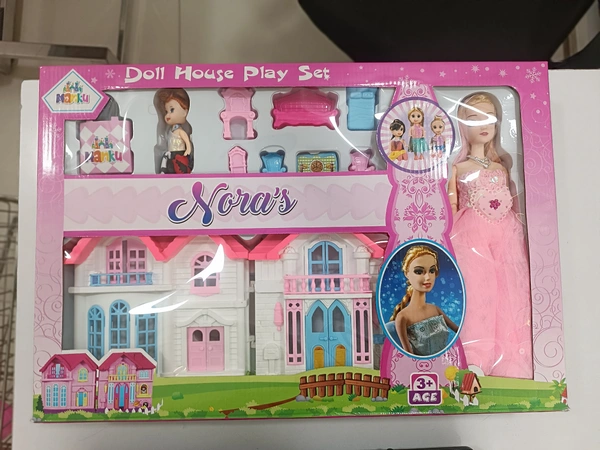 Doll House Play Set
Narku
Narku
Nora's
3+
AGE